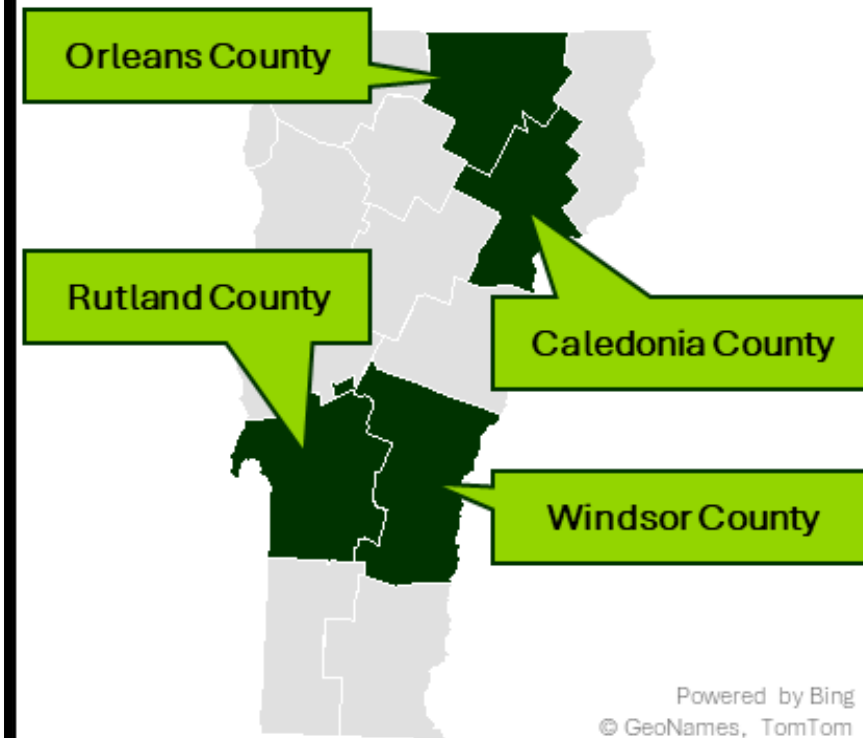 Orleans County
Rutland County
Caledonia County
Windsor County
Powered by Bing
© GeoNames, TomTom